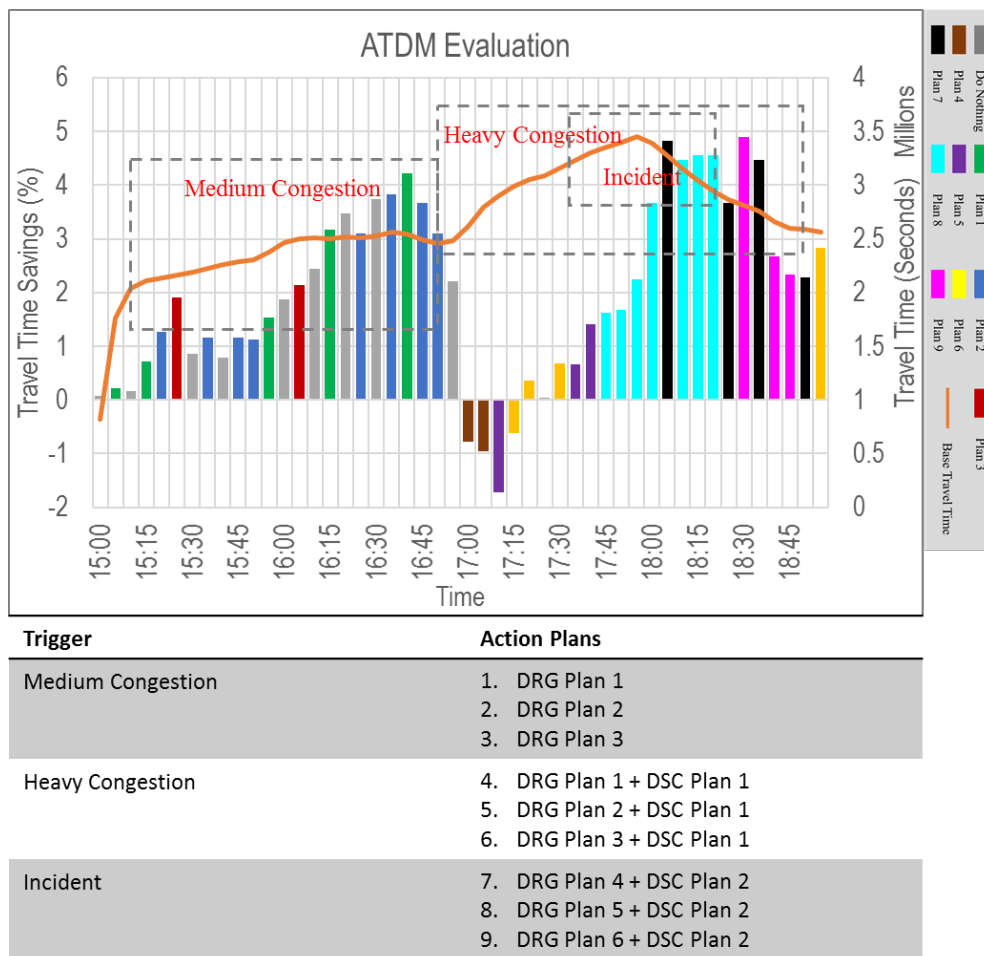 ATDM Evaluation
6
5
4
3
2
1
0
-1
-2
Travel Time Savings (%)
4
3.5
3
2.5
2
1.5
1
0.5
0
Travel Time (Seconds)
Millions
Medium Congestion
Heavy Congestion
Incident
15:00
15:15
15:30
15:45
16:00
16:15
16:30
16:45
17:00
17:15
17:30
17:45
18:00
18:15
18:30
18:45
Time
Do Nothing
Plan 1
Plan 2
Plan 3
Plan 4
Plan 5
Plan 6
Base Travel Time
Plan 7
Plan 8
Plan 9
Trigger Action Plans
Medium Congestion 1. DRG Plan 1
2. DRG Plan 2
3. DRG Plan 3
Heavy Congestion 4. DRG Plan 1 + DSC Plan 1
5. DRG Plan 2 + DSC Plan 1
6. DRG Plan 3 + DSC Plan 1
Incident 7. DRG Plan 4 + DSC Plan 2
8. DRG Plan 5 + DSC Plan 2
9. DRG Plan 6 + DSC Plan 2